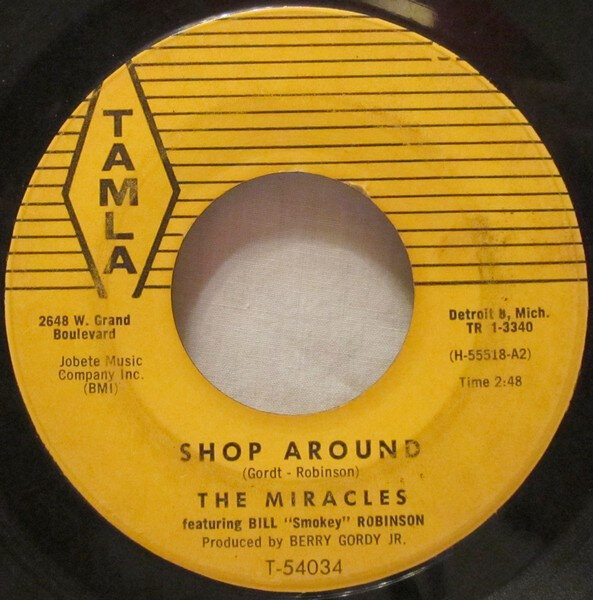 TAMLA
2648 W. Grand
Boulevard
Jobete Music
Company Inc.
(BMI)
Detroit 8, Mich.
TR 1-3340
(H-55518-A2)
Time 2:48
SHOP AROUND
(Gordt - Robinson)
THE MIRACLES
featuring BILL "Smokey" ROBINSON
Produced by BERRY GORDY JR.
T-54034